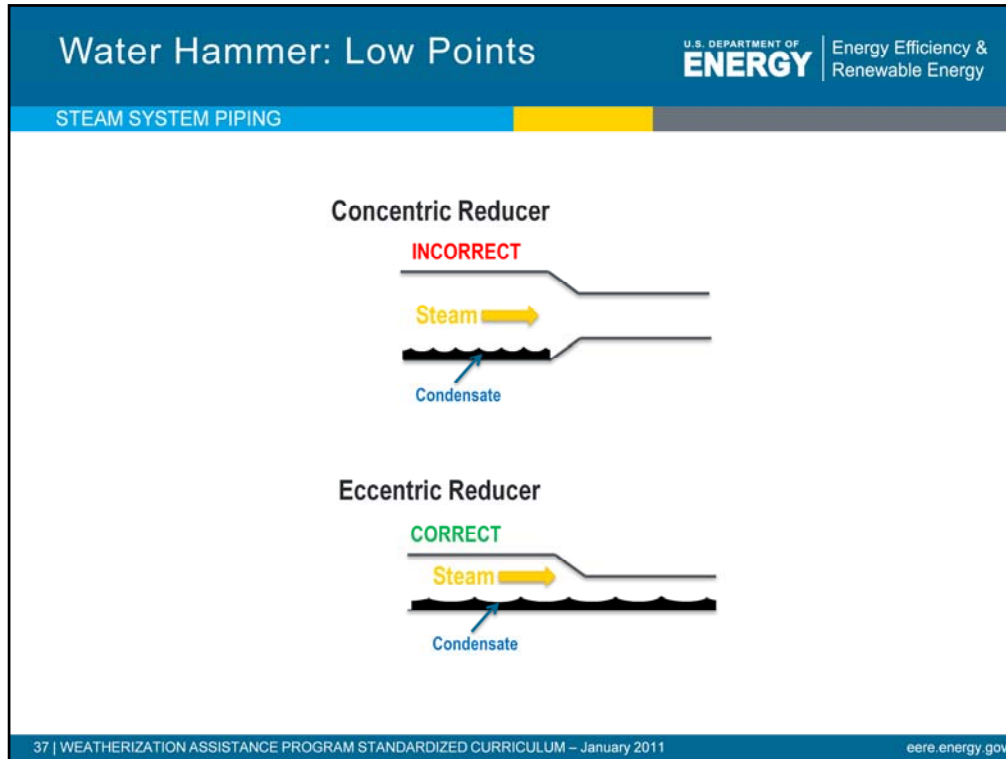 Water Hammer: Low Points
U.S. DEPARTMENT OF
ENERGY
Energy Efficiency &
Renewable Energy
STEAM SYSTEM PIPING
Concentric Reducer
INCORRECT
Steam
Condensate
Eccentric Reducer
CORRECT
Steam
Condensate
37 | WEATHERIZATION ASSISTANCE PROGRAM STANDARDIZED CURRICULUM – January 2011
eere.energy.gov